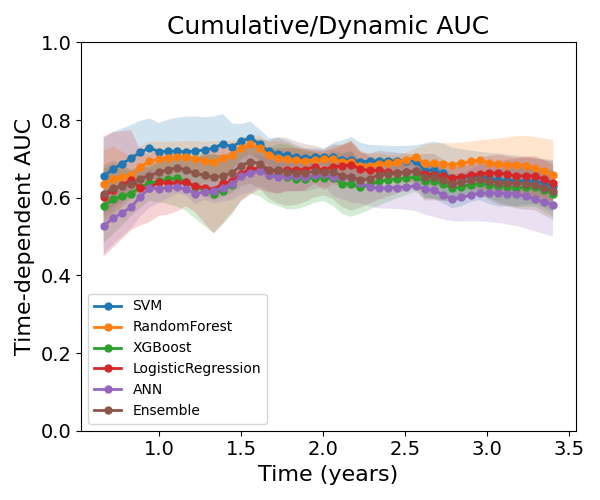 Cumulative/Dynamic AUC
Time-dependent AUC
1.0
0.8
0.6
0.4
0.2
0.0
SVM
RandomForest
XGBoost
LogisticRegression
ANN
Ensemble
1.0 1.5 2.0 2.5 3.0 3.5
Time (years)